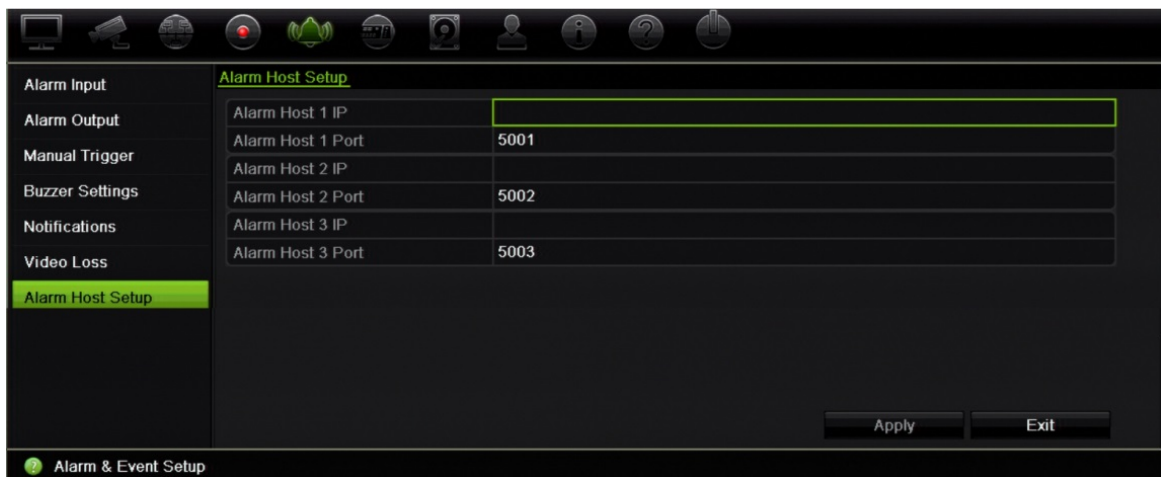 Alarm Input
Alarm Output
Manual Trigger
Buzzer Settings
Notifications
Video Loss
Alarm Host Setup
Alarm Host Setup
Alarm Host 1 IP
Alarm Host 1 Port 5001
Alarm Host 2 IP
Alarm Host 2 Port 5002
Alarm Host 3 IP
Alarm Host 3 Port 5003
Apply Exit
? Alarm & Event Setup